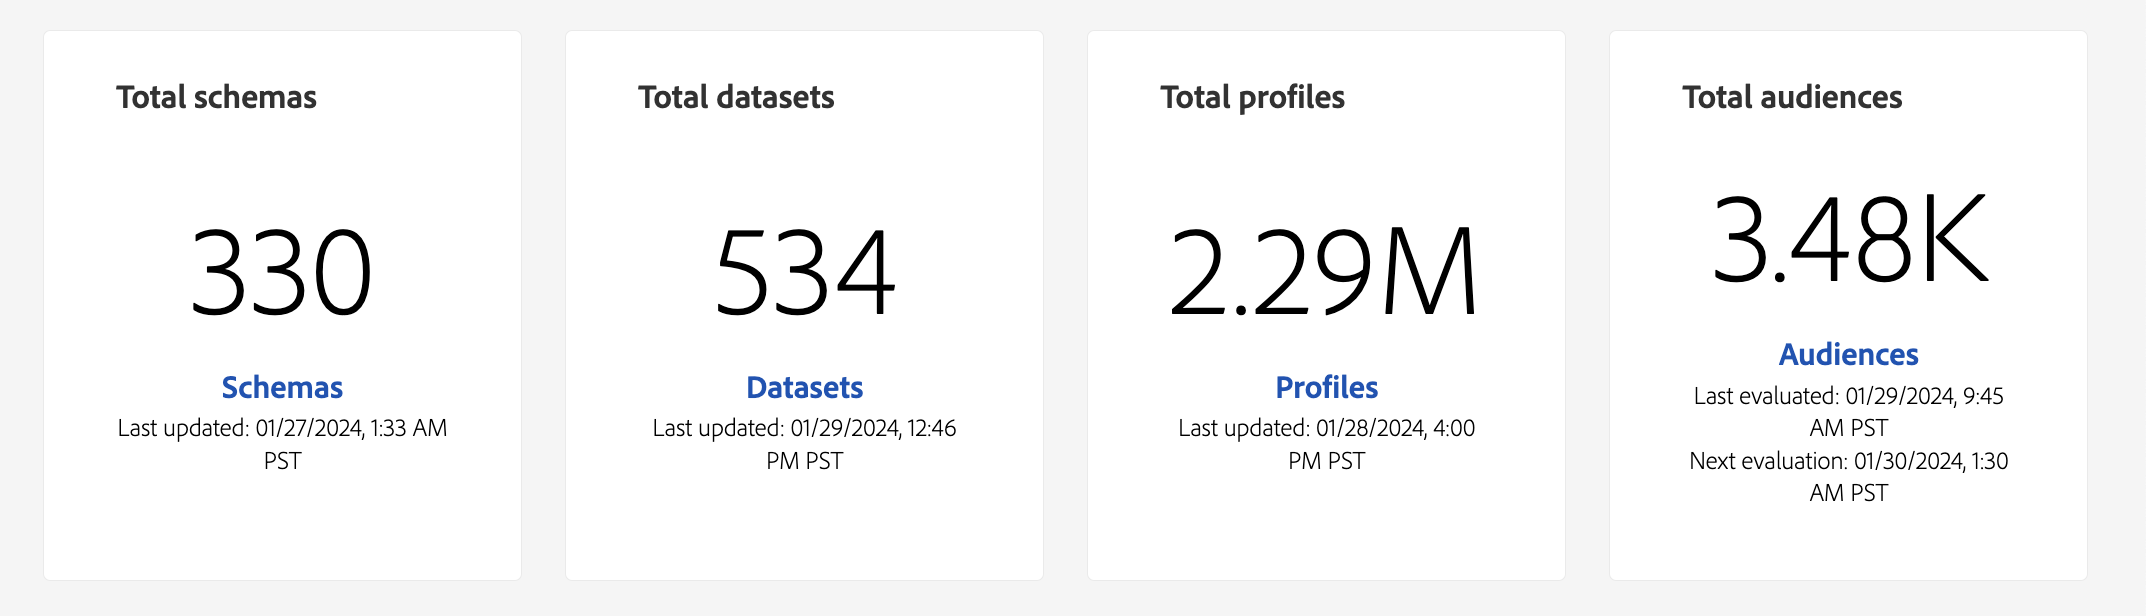 Total schemas
330
Schemas
Last updated: 01/27/2024, 1:33 AM
PST
Total datasets
534
Datasets
Last updated: 01/29/2024, 12:46
PM PST
Total profiles
2.29M
Profiles
Last updated: 01/28/2024, 4:00
PM PST
Total audiences
3.48K
Audiences
Last evaluated: 01/29/2024, 9:45
AM PST
Next evaluation: 01/30/2024, 1:30
AM PST